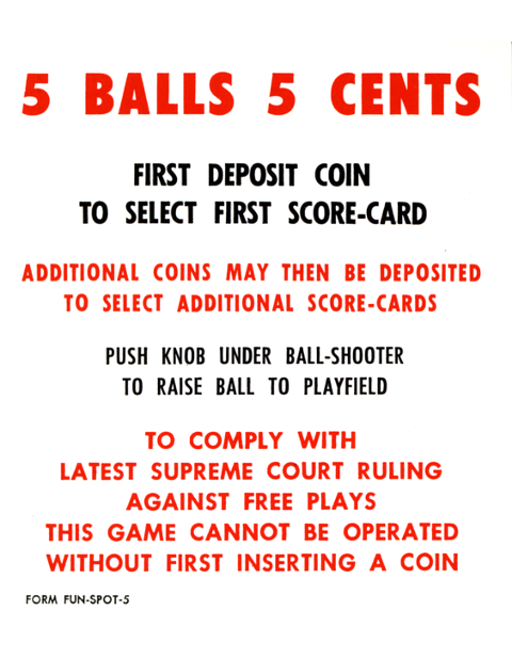 5 BALLS 5 CENTS
FIRST DEPOSIT COIN
TO SELECT FIRST SCORE-CARD
ADDITIONAL COINS MAY THEN BE DEPOSITED
TO SELECT ADDITIONAL SCORE-CARDS
PUSH KNOB UNDER BALL-SHOOTER
TO RAISE BALL TO PLAYFIELD
TO COMPLY WITH
LATEST SUPREME COURT RULING
AGAINST FREE PLAYS
THIS GAME CANNOT BE OPERATED
WITHOUT FIRST INSERTING A COIN
FORM FUN-SPOT-5